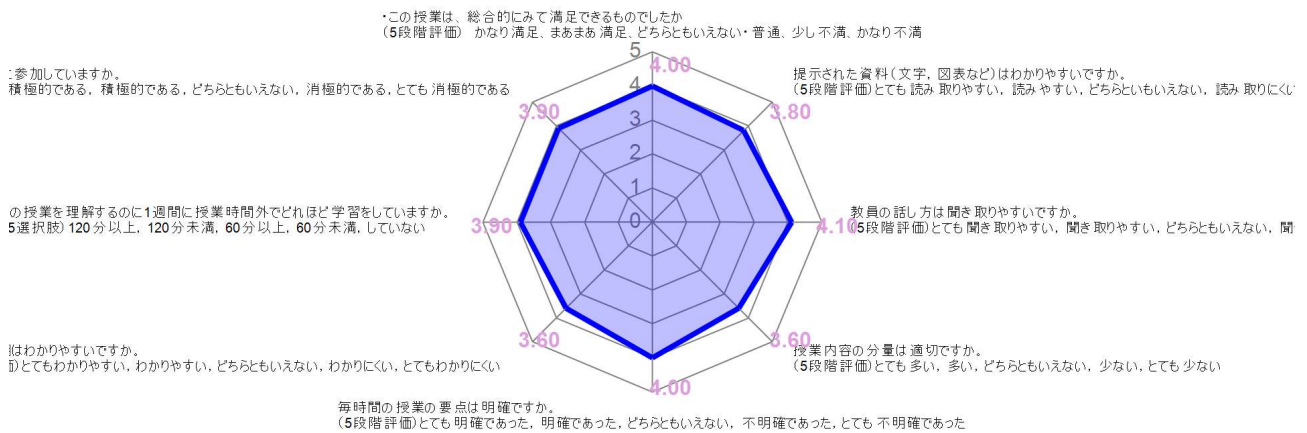 ・この授業は、総合的にみて満足できるものでしたか
(5段階評価) かなり満足、まあまあ満足、どちらともいえない・普通、少し不満、かなり不満
5
4.00
に参加していますか。
積極的である, 積極的である, どちらともいえない, 消極的である, とても消極的である
提示された資料(文字, 図表など)はわかりやすいですか。
(5段階評価)とても読み取りやすい, 読みやすい, どちらといもいえない, 読み取りにくい
4
3.90
3.80
3
2
1
の授業を理解するのに1週間に授業時間外でどれほど学習をしていますか。
5選択肢) 120分以上, 120分未満, 60分以上, 60分未満, していない
3.90
0
4.10
教員の話し方は聞き取りやすいですか。
(5段階評価)とても聞き取りやすい, 聞き取りやすい, どちらともいえない, 聞
3.60
3.60
はわかりやすいですか。
)とてもわかりやすい, わかりやすい, どちらともいえない, わかりにくい, とてもわかりにくい
授業内容の分量は適切ですか。
(5段階評価)とても多い, 多い, どちらともいえない, 少ない, とても少ない
4.00
毎時間の授業の要点は明確ですか。
(5段階評価)とても明確であった, 明確であった, どちらともいえない, 不明確であった, とても不明確であった